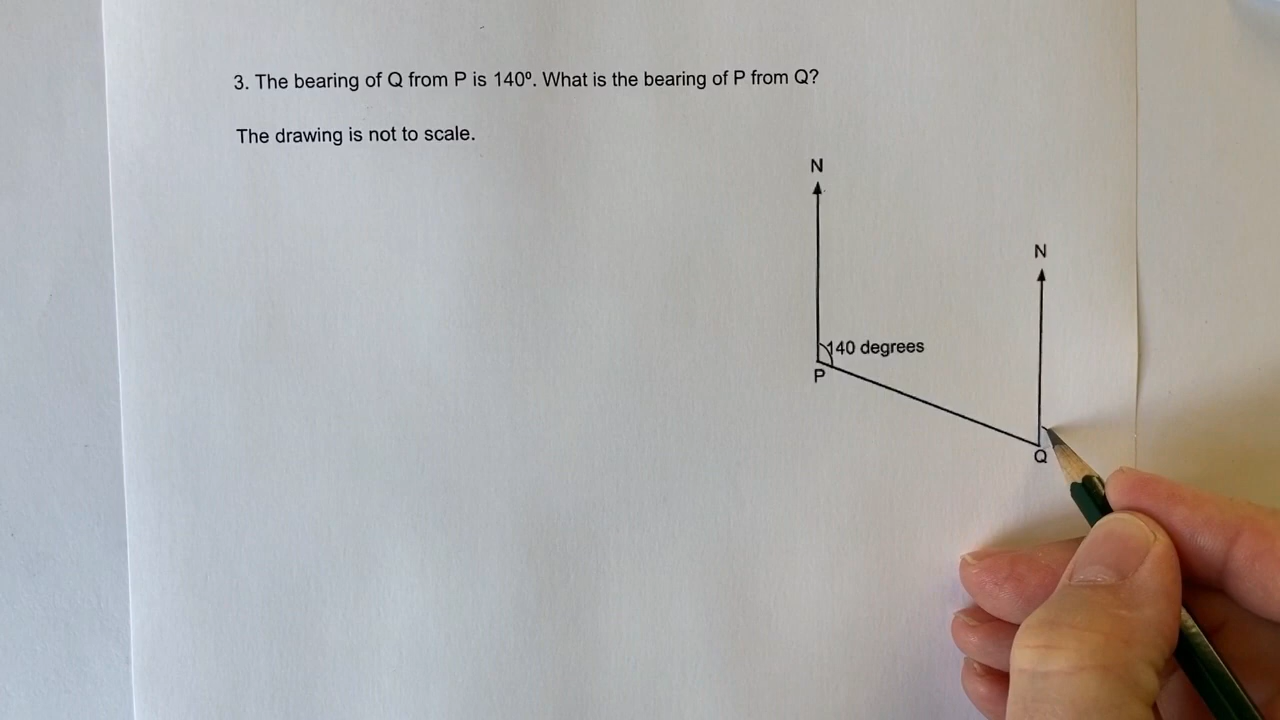 3. The bearing of Q from P is 140º. What is the bearing of P from Q?
The drawing is not to scale.
N
N
140 degrees
P
Q